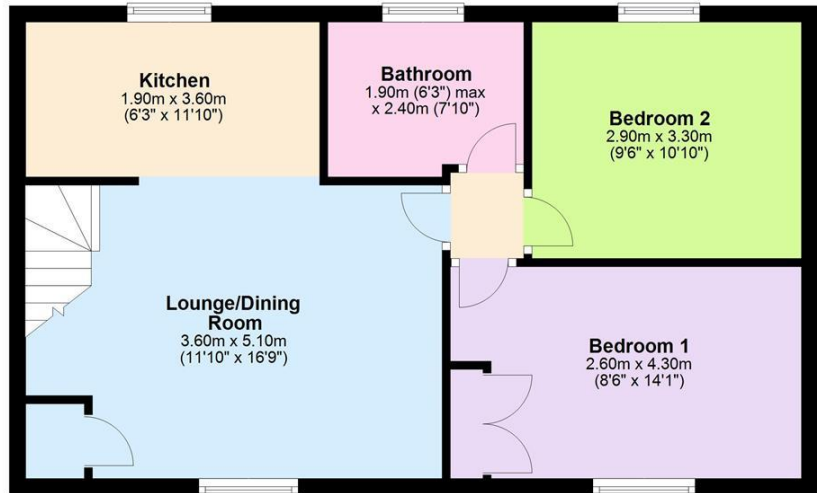 Kitchen
1.90m x 3.60m
(6'3" x 11'10")
Bathroom
1.90m (6'3") max
x 2.40m (7'10")
Bedroom 2
2.90m x 3.30m
(9'6" x 10'10")
Lounge/Dining
Room
3.60m x 5.10m
(11'10" x 16'9")
Bedroom 1
2.60m x 4.30m
(8'6" x 14'1")